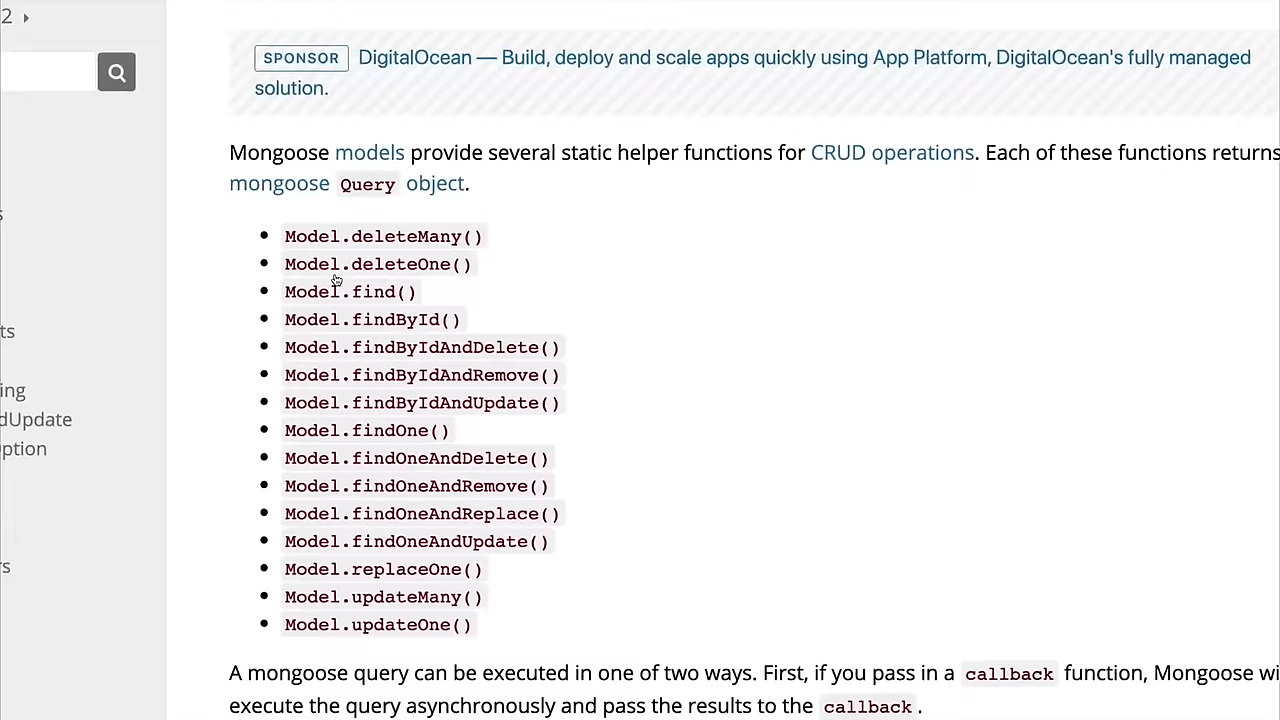 2
SPONSOR DigitalOcean — Build, deploy and scale apps quickly using App Platform, DigitalOcean's fully managed
solution.
Mongoose models provide several static helper functions for CRUD operations. Each of these functions returns
mongoose Query object.
s
Model.deleteMany()
Model.deleteOne()
Model.find()
Model.findById()
ts
Model.findByIdAndDelete()
Model.findByIdAndRemove()
ing
Model.findByIdAndUpdate()
dUpdate
Model.findOne()
ption
Model.findOneAndDelete()
Model.findOneAndRemove()
Model.findOneAndReplace()
Model.findOneAndUpdate()
rs
Model.replaceOne()
Model.updateMany()
Model.updateOne()
A mongoose query can be executed in one of two ways. First, if you pass in a callback function, Mongoose wi
execute the query asynchronously and pass the results to the callback.